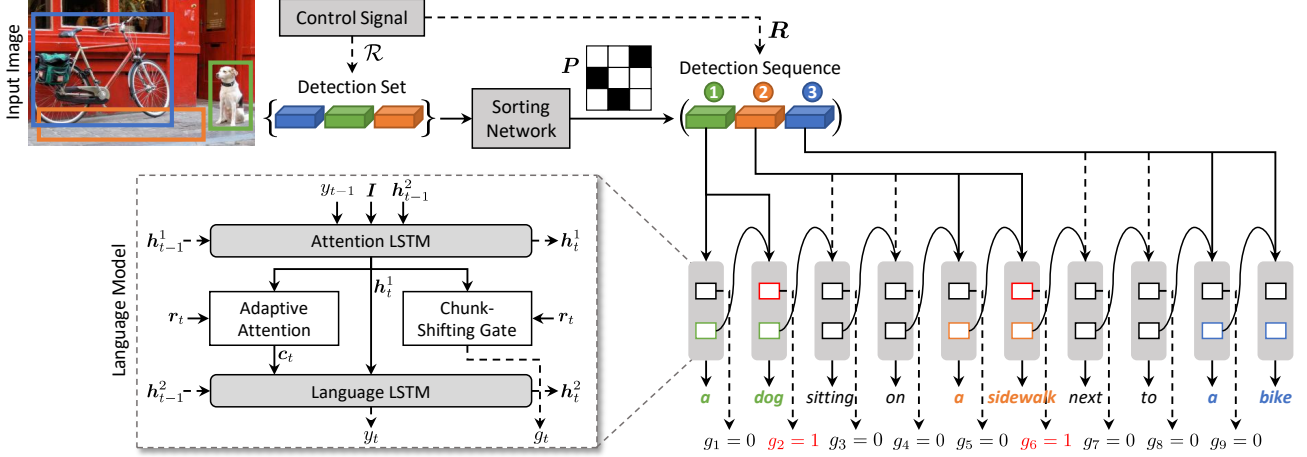 Input Image
Control Signal
R
ℛ
Detection Set
{ }
Sorting Network
P
Detection Sequence
( )
1 2 3
Language Model
y_{t−1} I h^2_{t−1}
h^1_{t−1} Attention LSTM h^1_t
h^1_t
r_t Adaptive Attention Chunk-Shifting Gate r_t
c_t
h^2_{t−1} Language LSTM h^2_t
y_t g_t
a dog sitting on a sidewalk next to a bike
g_1 = 0 g_2 = 1 g_3 = 0 g_4 = 0 g_5 = 0 g_6 = 1 g_7 = 0 g_8 = 0 g_9 = 0